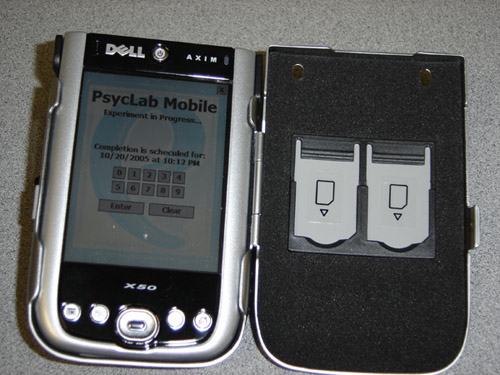 DELL
AXIM
PsycLab Mobile
Experiment in Progress...
Completion is scheduled for:
10/20/2005 at 10:12 PM
0 1 2 3 4
5 6 7 8 9
Enter Clear
X50